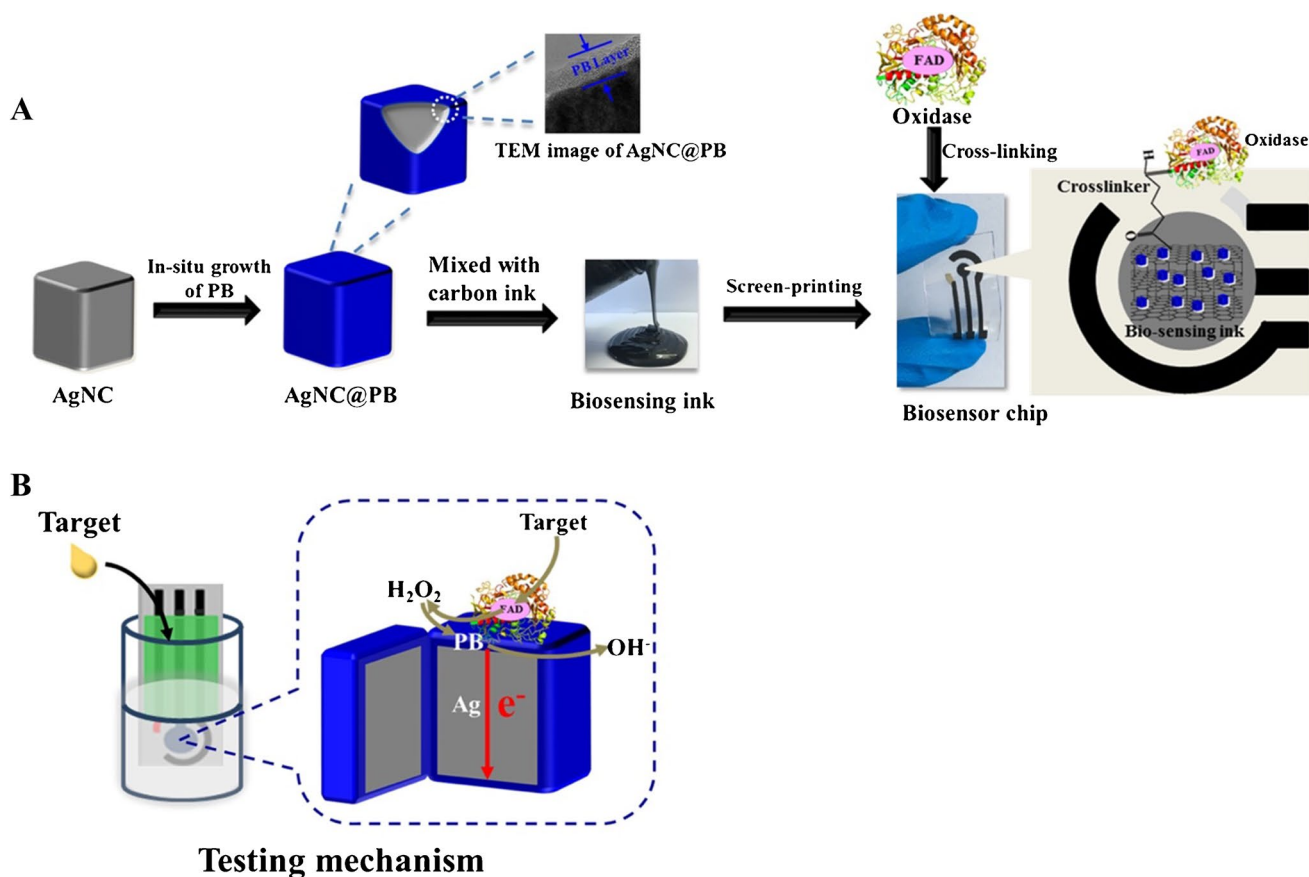 A
PB Layer
TEM image of AgNC@PB
FAD
Oxidase
Cross-linking
H
FAD
Oxidase
Crosslinker
O
In-situ growth
of PB
Mixed with
carbon ink
Screen-printing
Bio-sensing ink
AgNC
AgNC@PB
Biosensing ink
Biosensor chip
B
Target
Target
H₂O₂
FAD
PB
OH⁻
Ag
e⁻
Testing mechanism